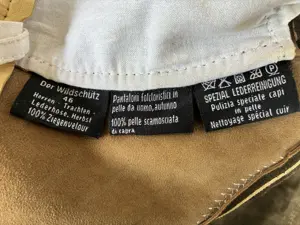 Der Wildschütz
46
Herren - Trachten
Lederhose, Herbst
100% Ziegenvelour
Pantaloni folcloristici in
pelle da uomo, autunno
100% pelle scamosciata
di capra
SPEZIAL LEDERREINIGUNG
Pulizia speciale capi
in pelle
Nettoyage spécial cuir